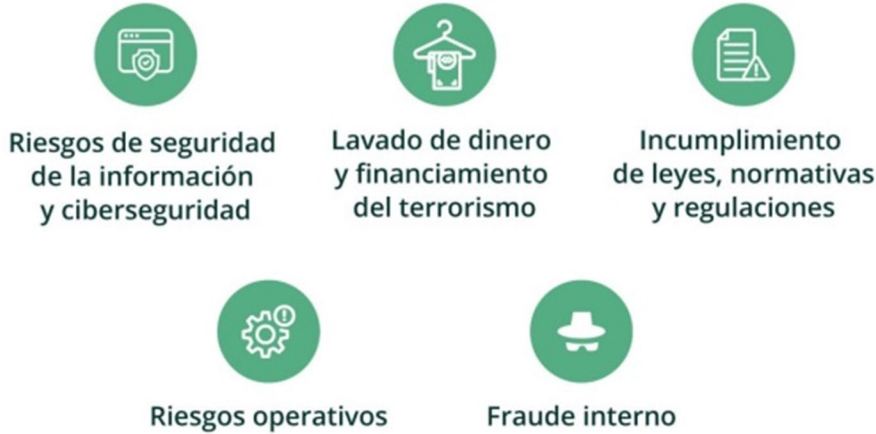 Riesgos de seguridad
de la información
y ciberseguridad
Lavado de dinero
y financiamiento
del terrorismo
Incumplimiento
de leyes, normativas
y regulaciones
Riesgos operativos
Fraude interno